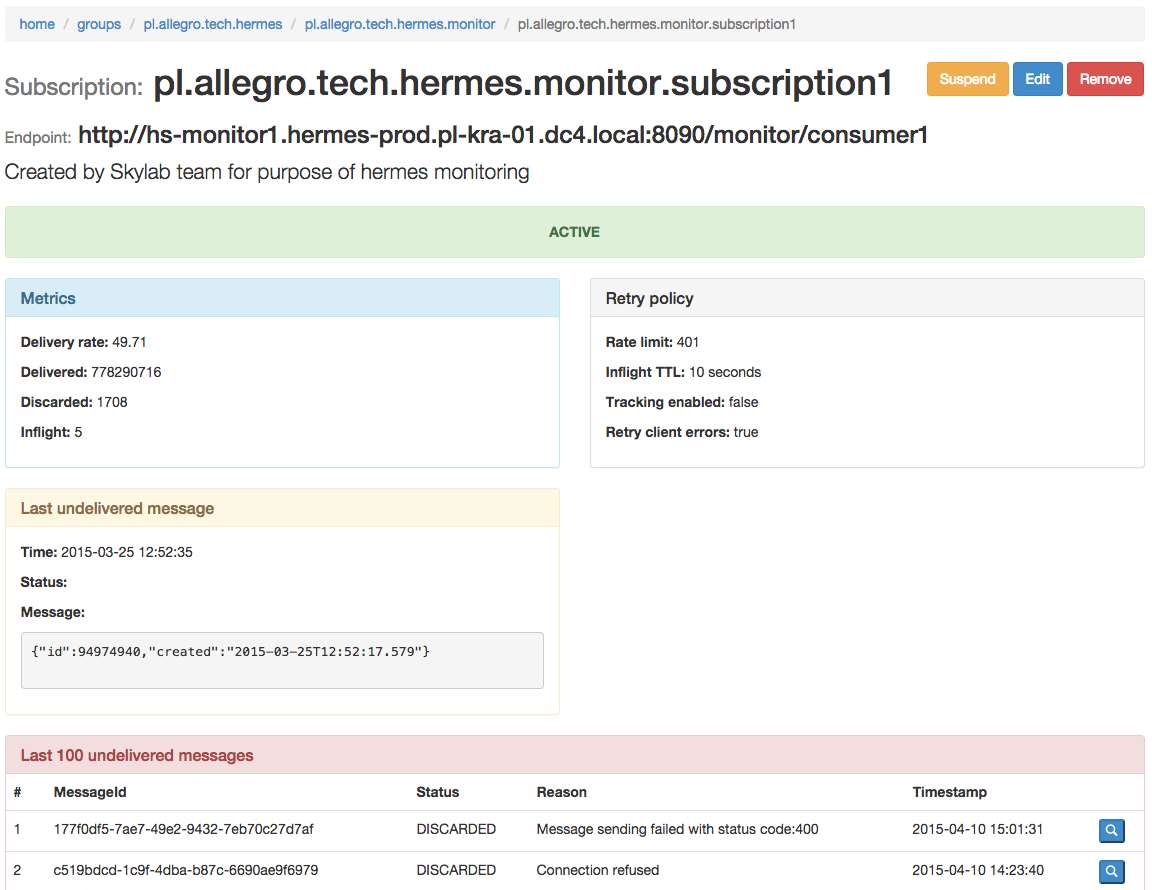 home / groups / pl.allegro.tech.hermes / pl.allegro.tech.hermes.monitor / pl.allegro.tech.hermes.monitor.subscription1
Subscription: pl.allegro.tech.hermes.monitor.subscription1
Suspend Edit Remove
Endpoint: http://hs-monitor1.hermes-prod.pl-kra-01.dc4.local:8090/monitor/consumer1
Created by Skylab team for purpose of hermes monitoring
ACTIVE
Metrics
Delivery rate: 49.71
Delivered: 778290716
Discarded: 1708
Inflight: 5
Retry policy
Rate limit: 401
Inflight TTL: 10 seconds
Tracking enabled: false
Retry client errors: true
Last undelivered message
Time: 2015-03-25 12:52:35
Status:
Message:
{"id":94974940,"created":"2015-03-25T12:52:17.579"}
Last 100 undelivered messages
# MessageId Status Reason Timestamp
1 177f0df5-7ae7-49e2-9432-7eb70c27d7af DISCARDED Message sending failed with status code:400 2015-04-10 15:01:31
2 c519bdcd-1c9f-4dba-b87c-6690ae9f6979 DISCARDED Connection refused 2015-04-10 14:23:40